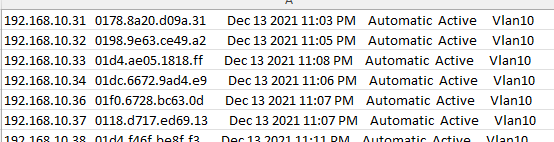 A
192.168.10.31 0178.8a20.d09a.31 Dec 13 2021 11:03 PM Automatic Active Vlan10
192.168.10.32 0198.9e63.ce49.a2 Dec 13 2021 11:05 PM Automatic Active Vlan10
192.168.10.33 01d4.ae05.1818.ff Dec 13 2021 11:08 PM Automatic Active Vlan10
192.168.10.34 01dc.6672.9ad4.e9 Dec 13 2021 11:06 PM Automatic Active Vlan10
192.168.10.36 01f0.6728.bc63.0d Dec 13 2021 11:07 PM Automatic Active Vlan10
192.168.10.37 0118.d717.ed69.13 Dec 13 2021 11:07 PM Automatic Active Vlan10
192.168.10.38 01d4.f46f.be8f.f3 Dec 13 2021 11:11 PM Automatic Active Vlan10